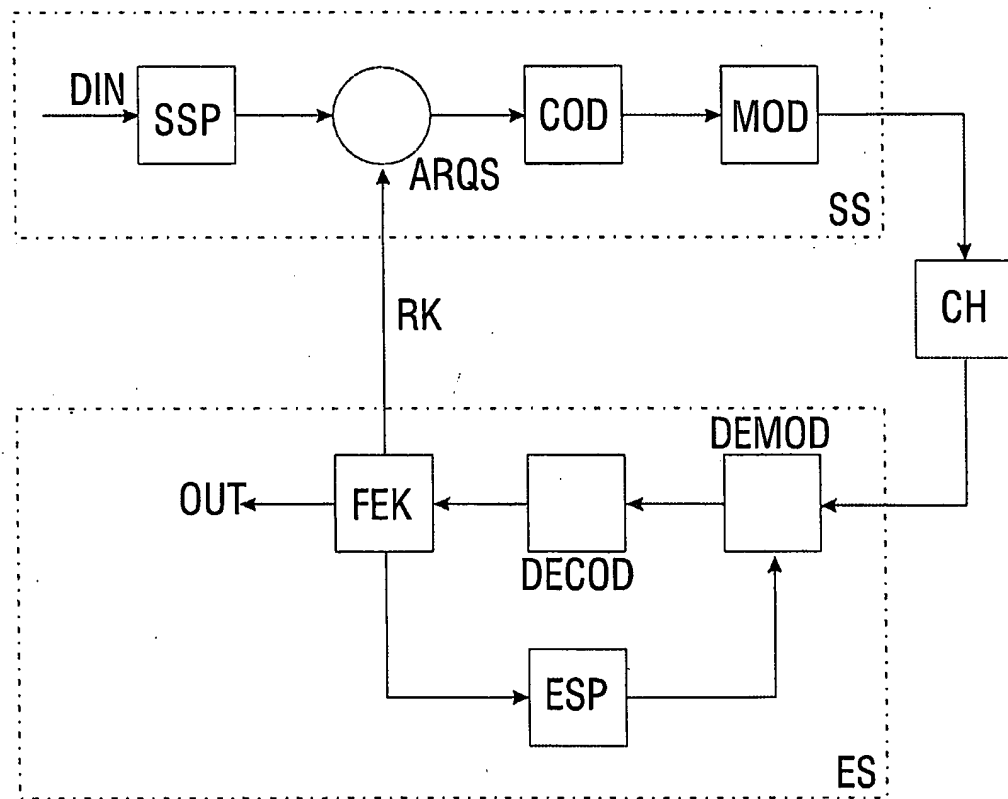 DIN
SSP
ARQS
COD
MOD
SS
CH
RK
DEMOD
OUT
FEK
DECOD
ESP
ES